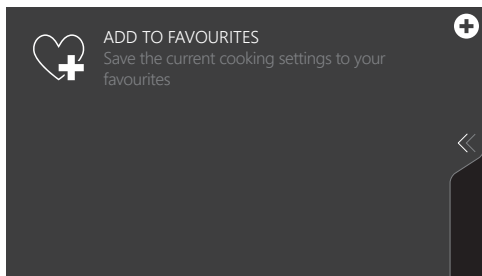 ADD TO FAVOURITES
Save the current cooking settings to your
favourites